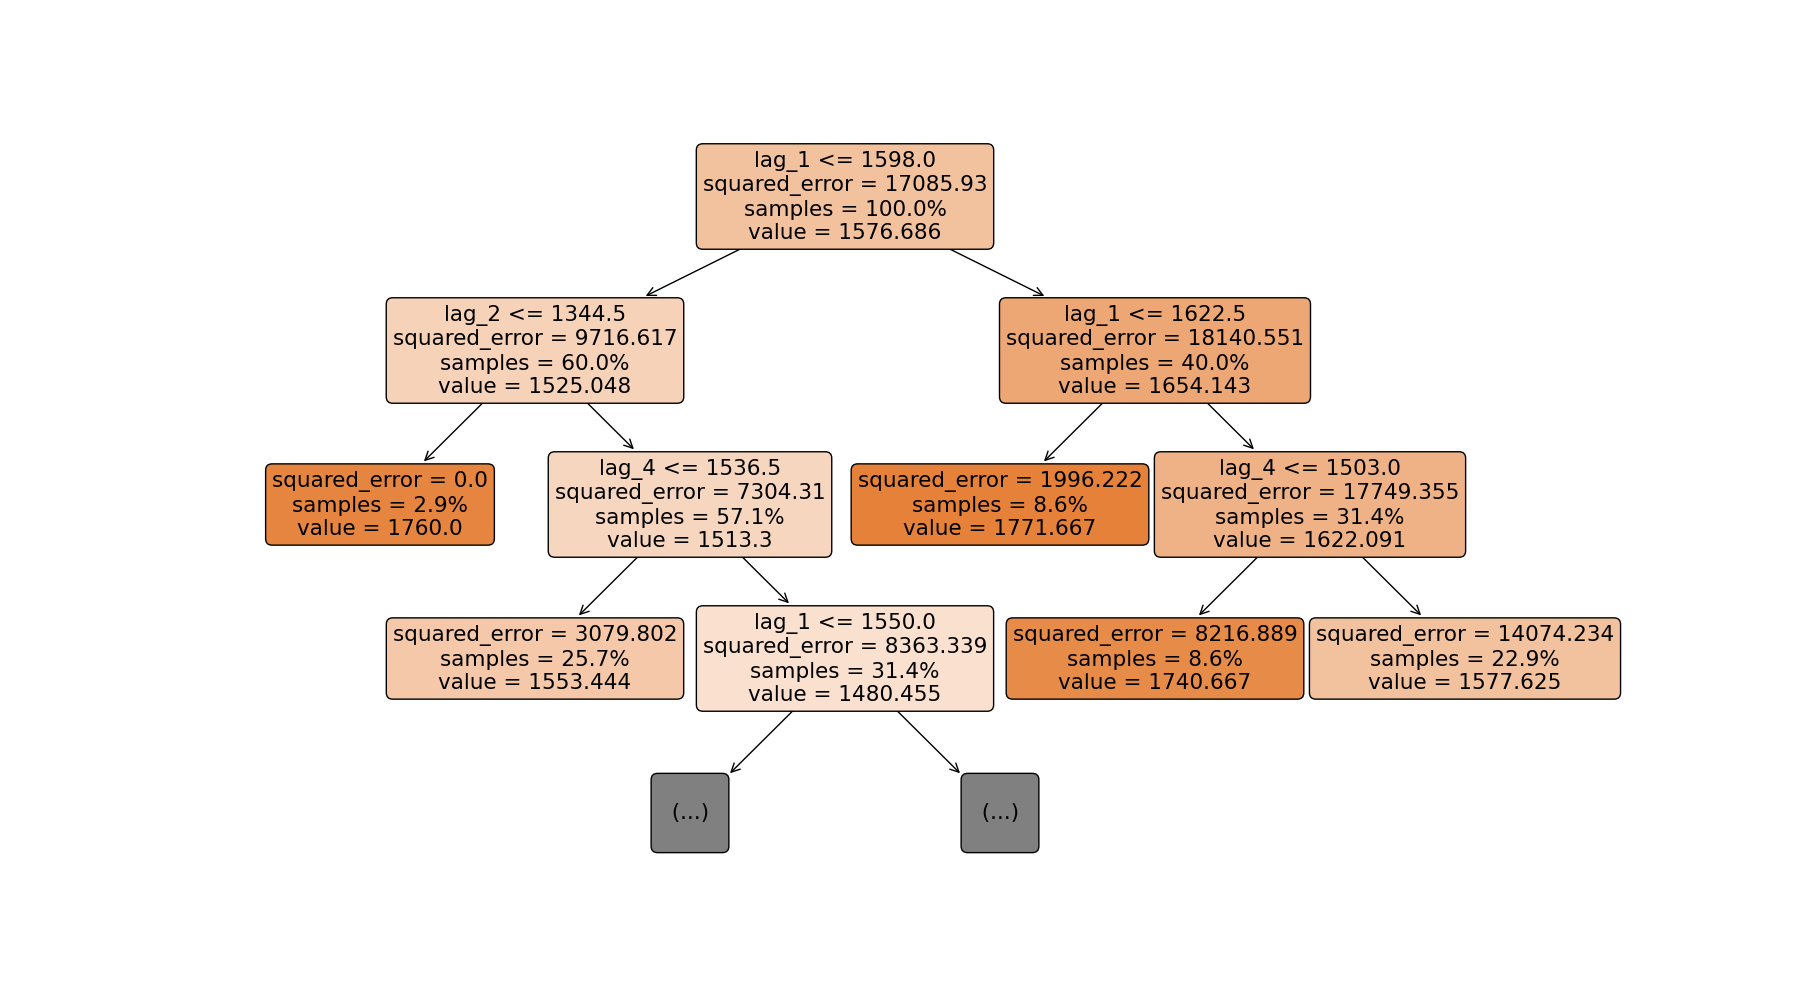 lag_1 <= 1598.0
squared_error = 17085.93
samples = 100.0%
value = 1576.686
lag_2 <= 1344.5
squared_error = 9716.617
samples = 60.0%
value = 1525.048
lag_1 <= 1622.5
squared_error = 18140.551
samples = 40.0%
value = 1654.143
squared_error = 0.0
samples = 2.9%
value = 1760.0
lag_4 <= 1536.5
squared_error = 7304.31
samples = 57.1%
value = 1513.3
squared_error = 1996.222
samples = 8.6%
value = 1771.667
lag_4 <= 1503.0
squared_error = 17749.355
samples = 31.4%
value = 1622.091
squared_error = 3079.802
samples = 25.7%
value = 1553.444
lag_1 <= 1550.0
squared_error = 8363.339
samples = 31.4%
value = 1480.455
squared_error = 8216.889
samples = 8.6%
value = 1740.667
squared_error = 14074.234
samples = 22.9%
value = 1577.625
(...)
(...)